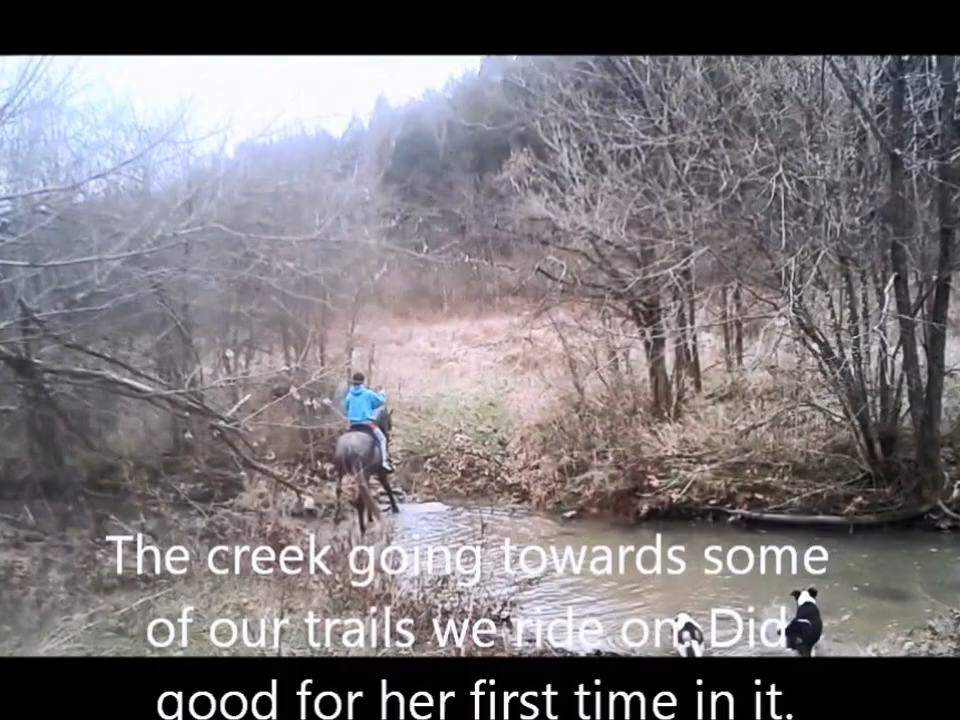 The creek going towards some
of our trails we ride on. Did
good for her first time in it.